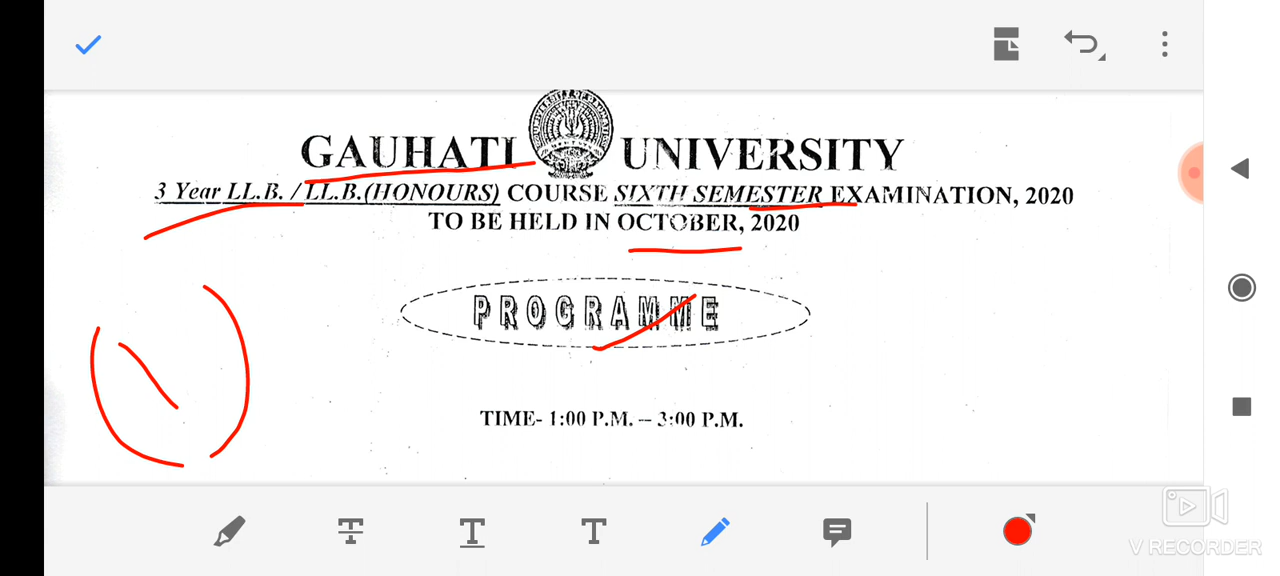 GAUHATI UNIVERSITY
3 Year LL.B. / LL.B.(HONOURS) COURSE SIXTH SEMESTER EXAMINATION, 2020
TO BE HELD IN OCTOBER, 2020
PROGRAMME
TIME- 1:00 P.M. – 3:00 P.M.
T T T
V RECORDER